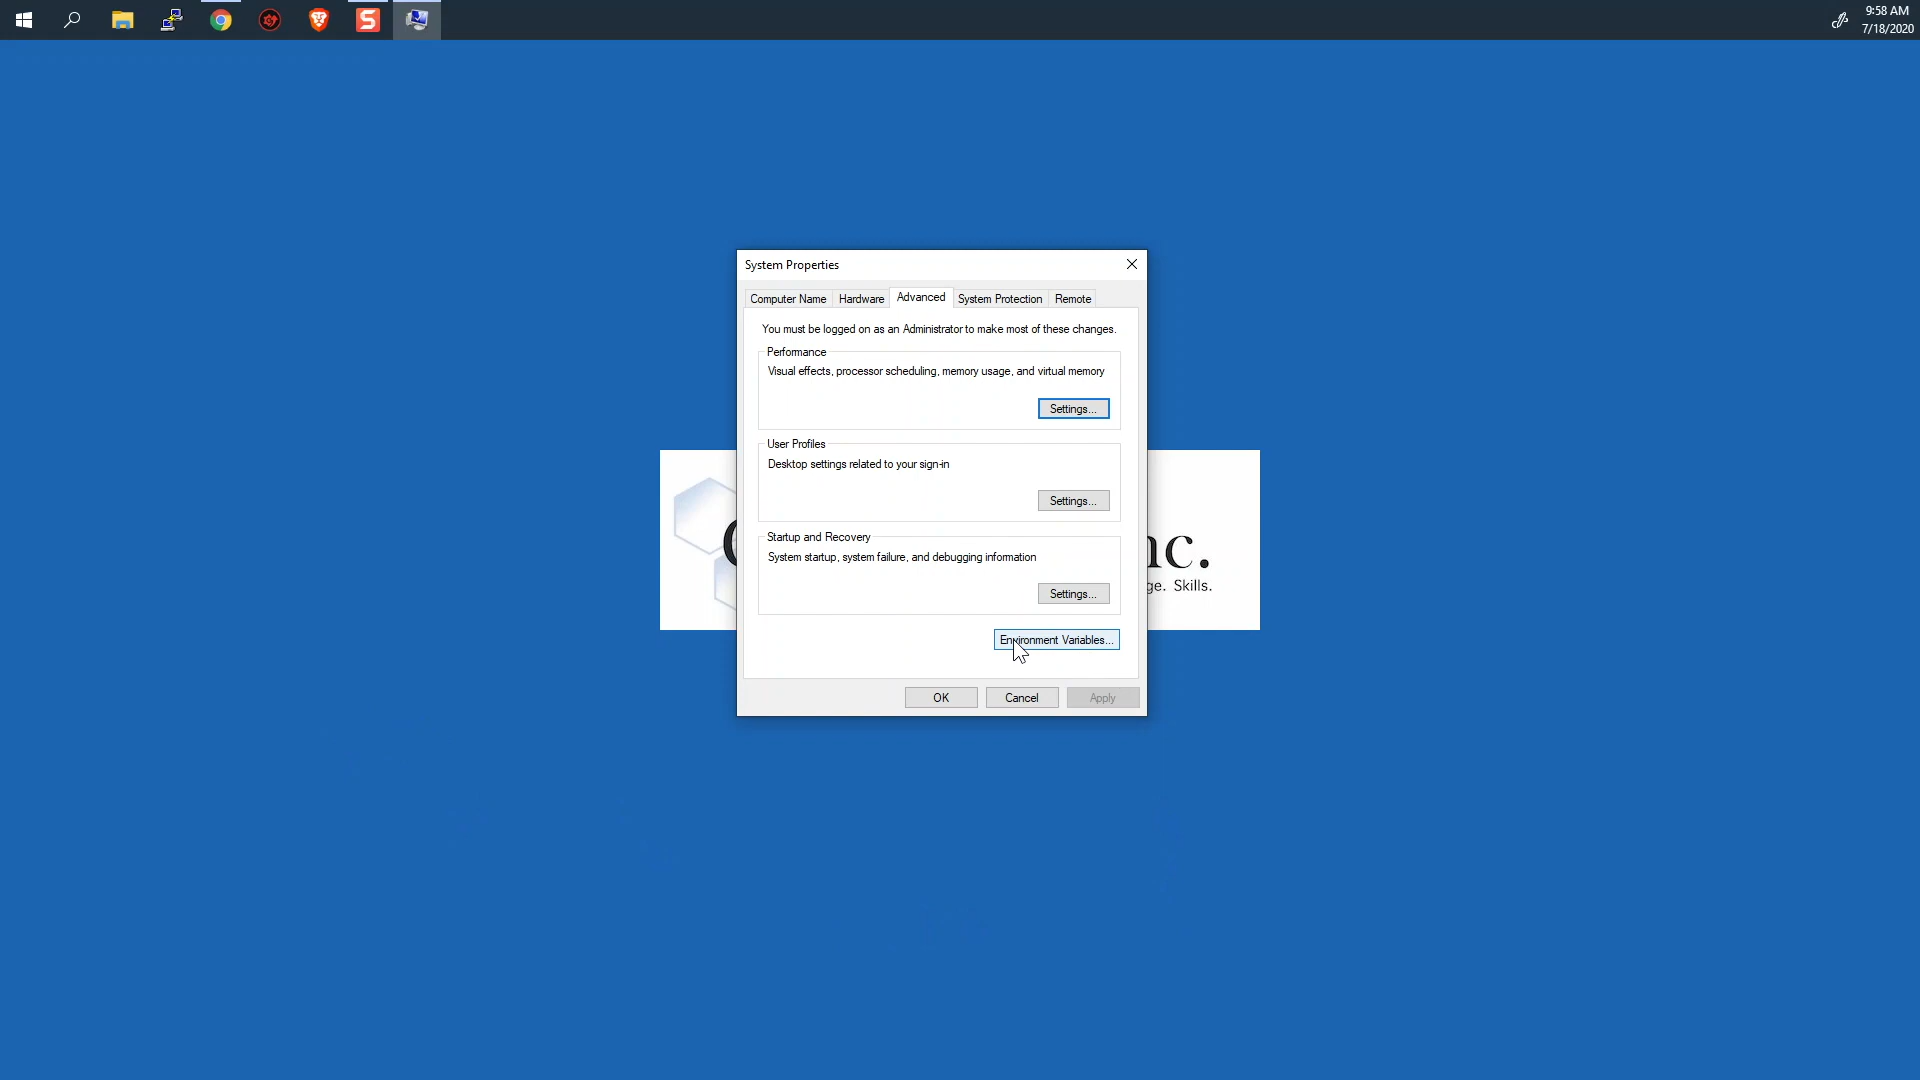 9:58 AM
7/18/2020
System Properties
Computer Name Hardware Advanced System Protection Remote
You must be logged on as an Administrator to make most of these changes.
Performance
Visual effects, processor scheduling, memory usage, and virtual memory
Settings...
User Profiles
Desktop settings related to your sign-in
Settings...
Startup and Recovery
System startup, system failure, and debugging information
Settings...
Environment Variables...
OK Cancel Apply
nc.
ge. Skills.